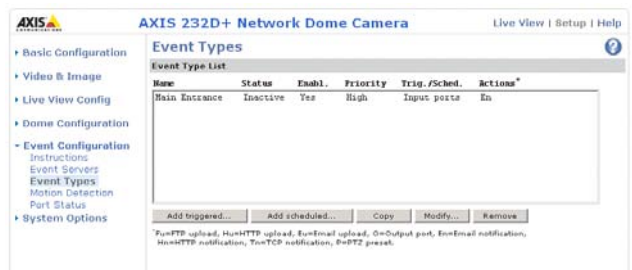 AXIS
COMMUNICATIONS
AXIS 232D+ Network Dome Camera
Live View | Setup | Help
Basic Configuration
Video & Image
Live View Config
Dome Configuration
Event Configuration
Instructions
Event Servers
Event Types
Motion Detection
Port Status
System Options
Event Types
?
Event Type List
Name Status Enabl. Priority Trig./Sched. Actions*
Main Entrance Inactive Yes High Input ports En
Add triggered... Add scheduled... Copy Modify... Remove
*Fu=FTP upload, Hu=HTTP upload, Eu=Email upload, O=Output port, En=Email notification,
Hn=HTTP notification, Tn=TCP notification, P=PTZ preset.